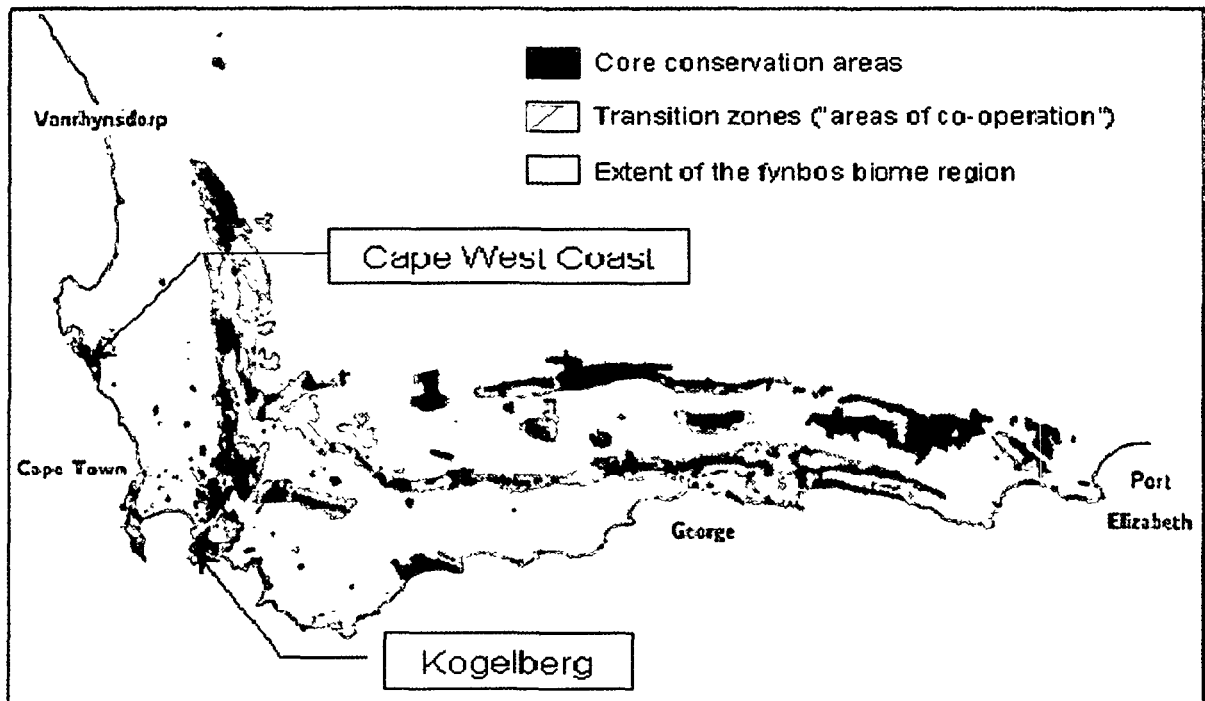 Core conservation areas
Vanrhynsdorp
Transition zones ("areas of co-operation")
Extent of the fynbos biome region
Cape West Coast
Cape Town
Port
Elizabeth
George
Kogelberg